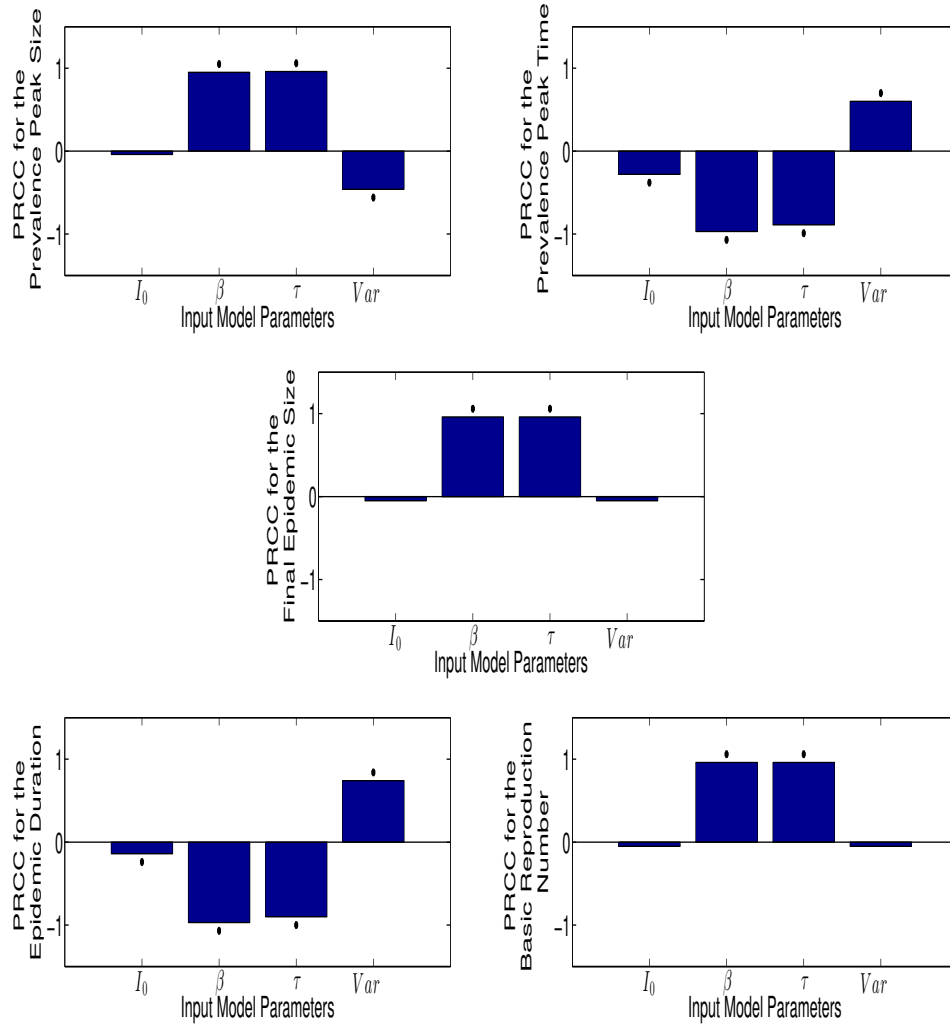 PRCC for the
Prevalence Peak Size
1
0
-1
I₀ β τ Var
Input Model Parameters
PRCC for the
Prevalence Peak Time
1
0
-1
I₀ β τ Var
Input Model Parameters
PRCC for the
Final Epidemic Size
1
0
-1
I₀ β τ Var
Input Model Parameters
PRCC for the
Epidemic Duration
1
0
-1
I₀ β τ Var
Input Model Parameters
PRCC for the
Basic Reproduction
Number
1
0
-1
I₀ β τ Var
Input Model Parameters